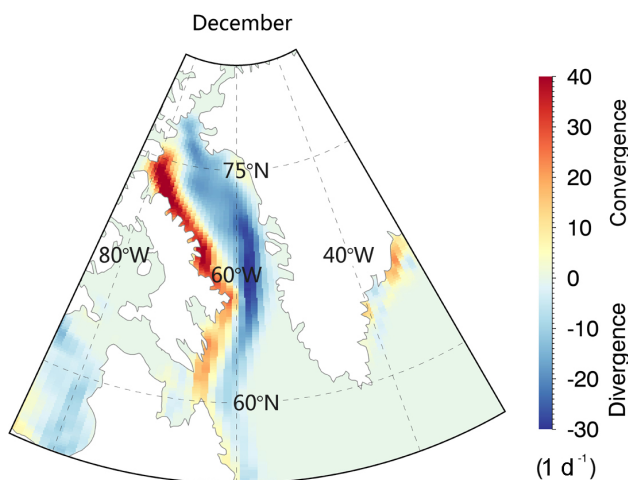 December
75°N
80°W
60°W
40°W
60°N
40
30
20
10
0
-10
-20
-30
Convergence
Divergence
(1 d⁻¹)